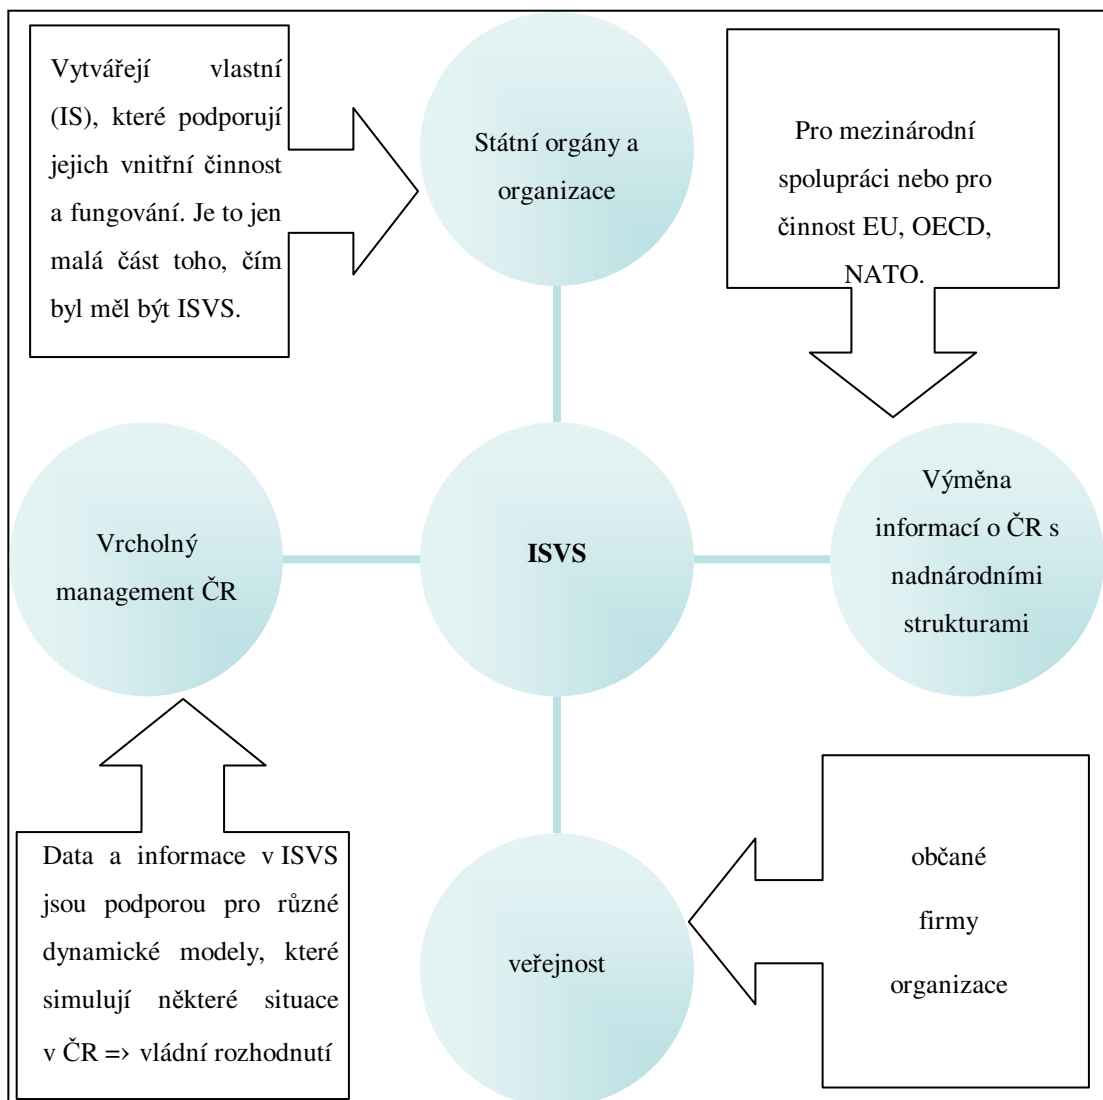 Vytvářejí vlastní
(IS), které podporují
jejich vnitřní činnost
a fungování. Je to jen
malá část toho, čím
byl měl být ISVS.
Státní orgány a
organizace
Pro mezinárodní
spolupráci nebo pro
činnost EU, OECD,
NATO.
Vrcholný
management ČR
ISVS
Výměna
informací o ČR s
nadnárodními
strukturami
Data a informace v ISVS
jsou podporou pro různé
dynamické modely, které
simulují některé situace
v ČR => vládní rozhodnutí
veřejnost
občané
firmy
organizace